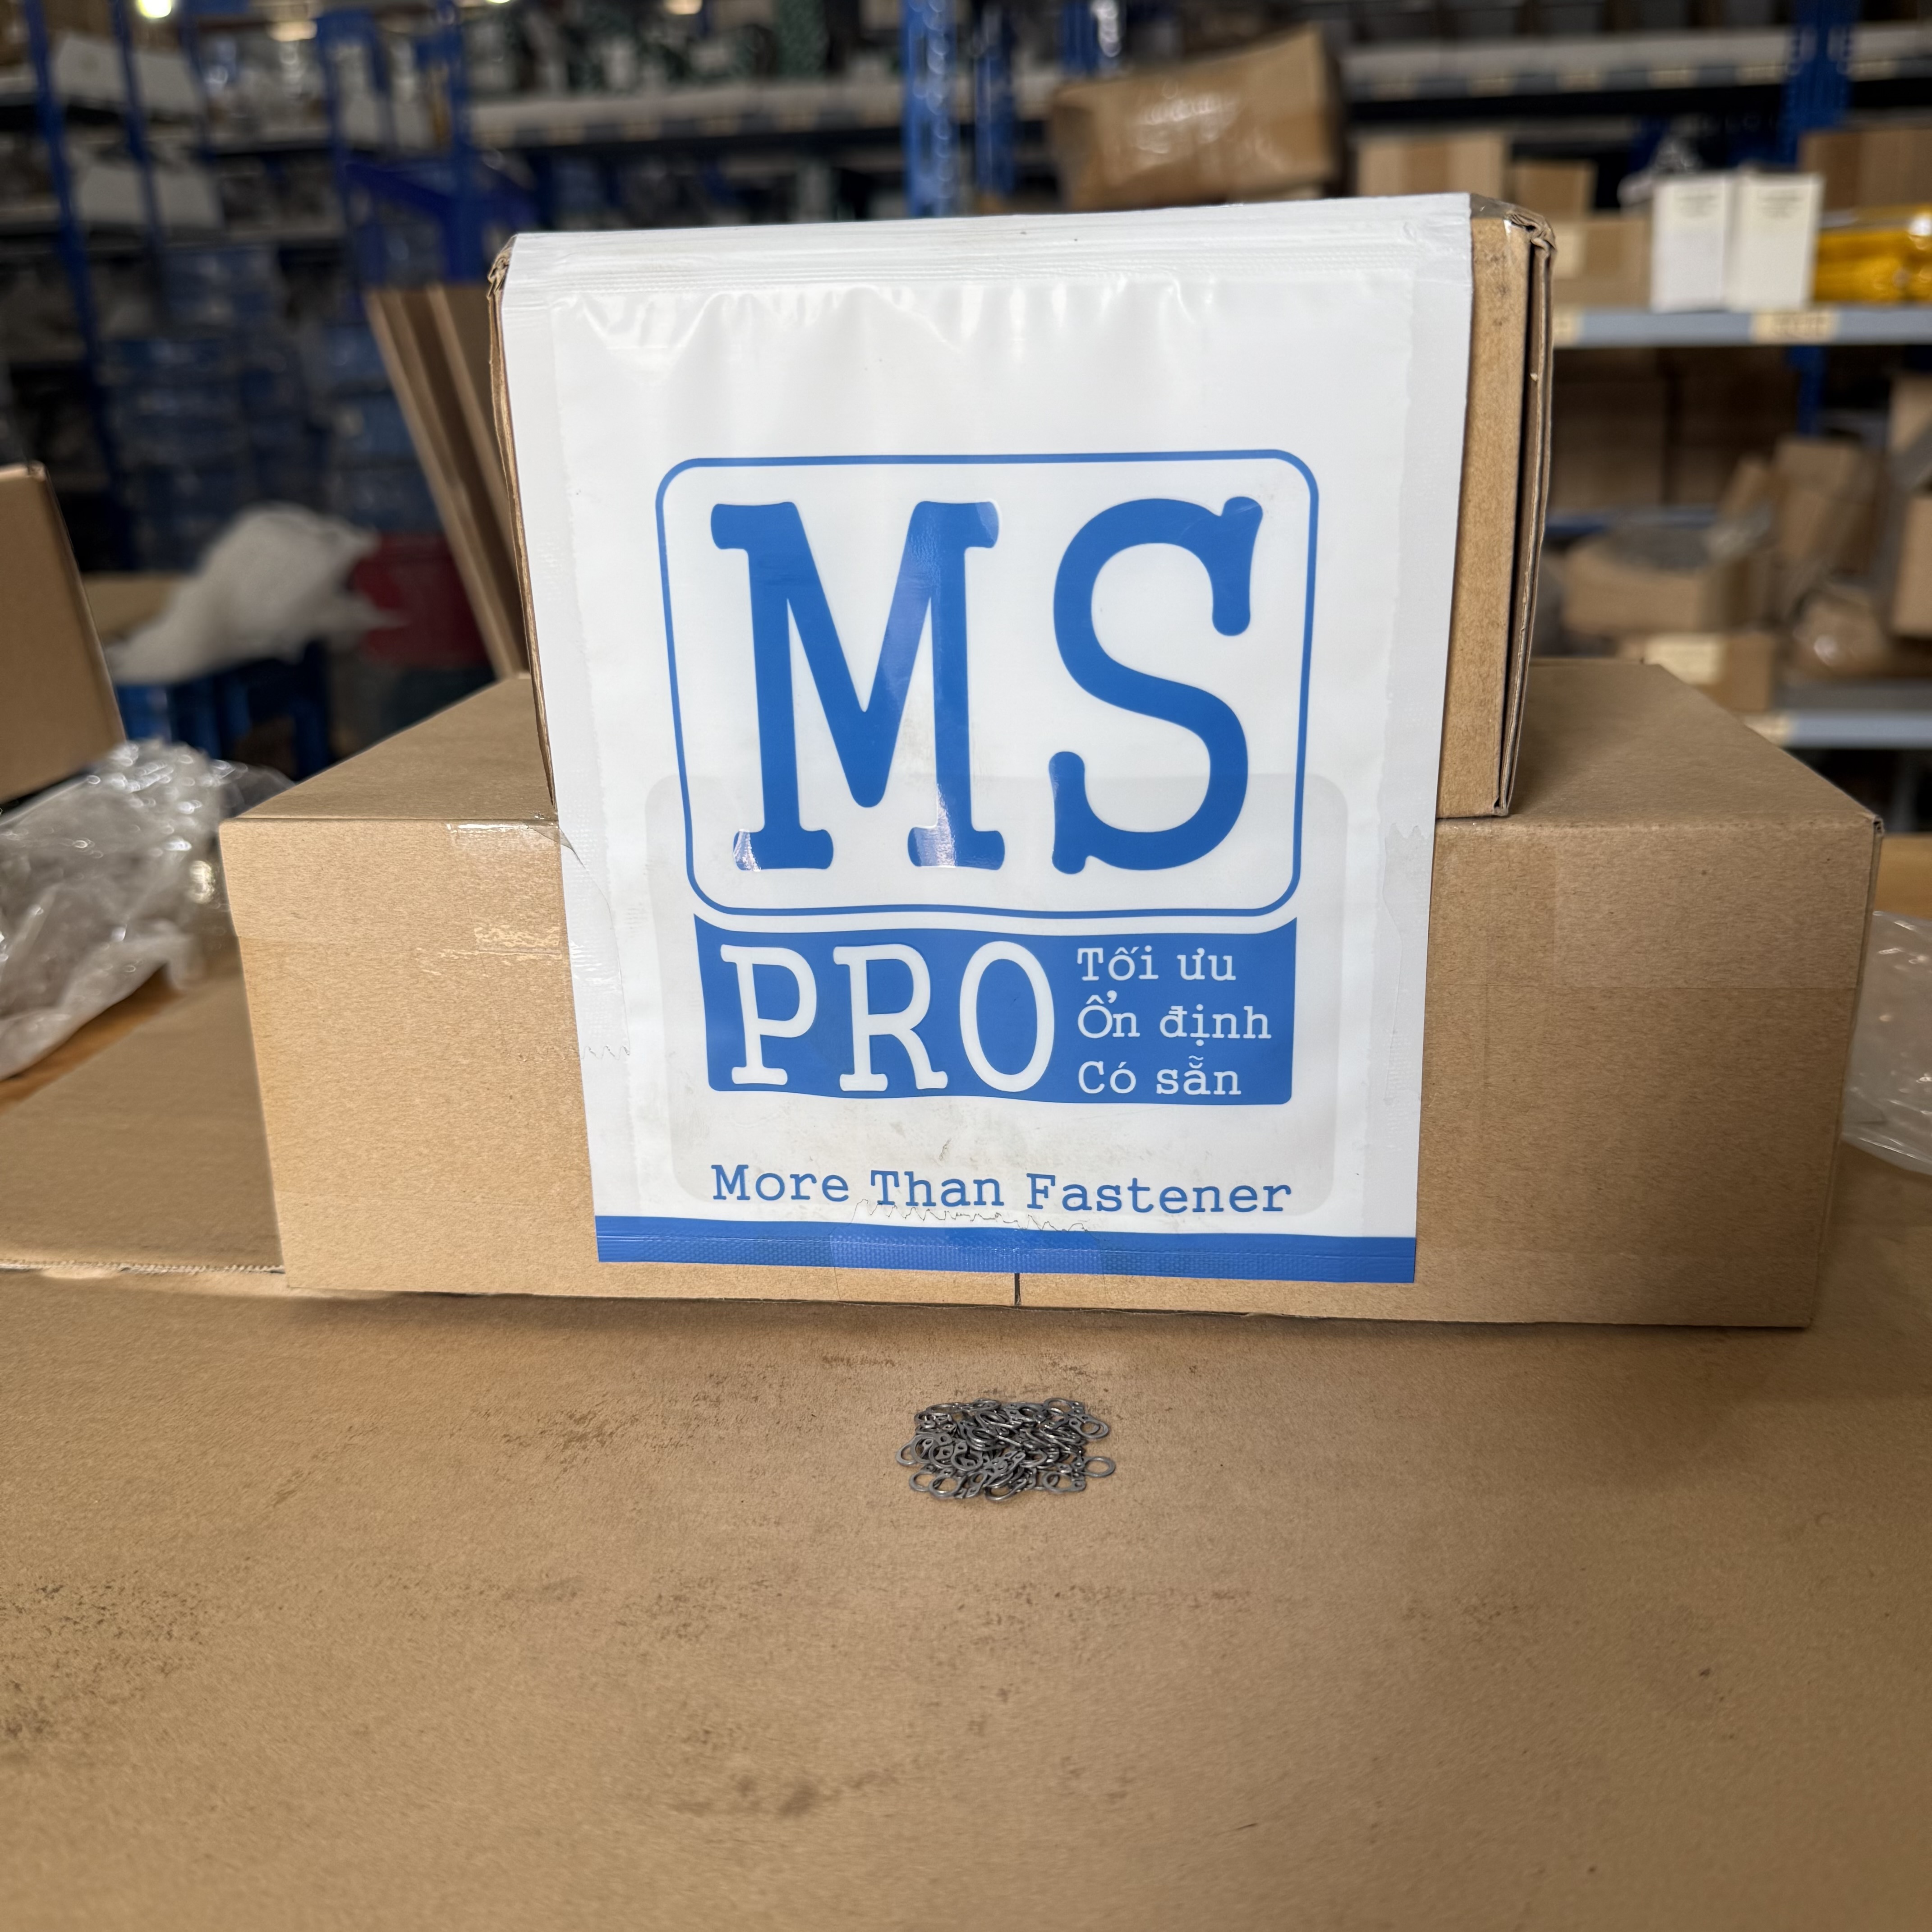 MS
PRO
Tối ưu
Ổn định
Có sẵn
More Than Fastener